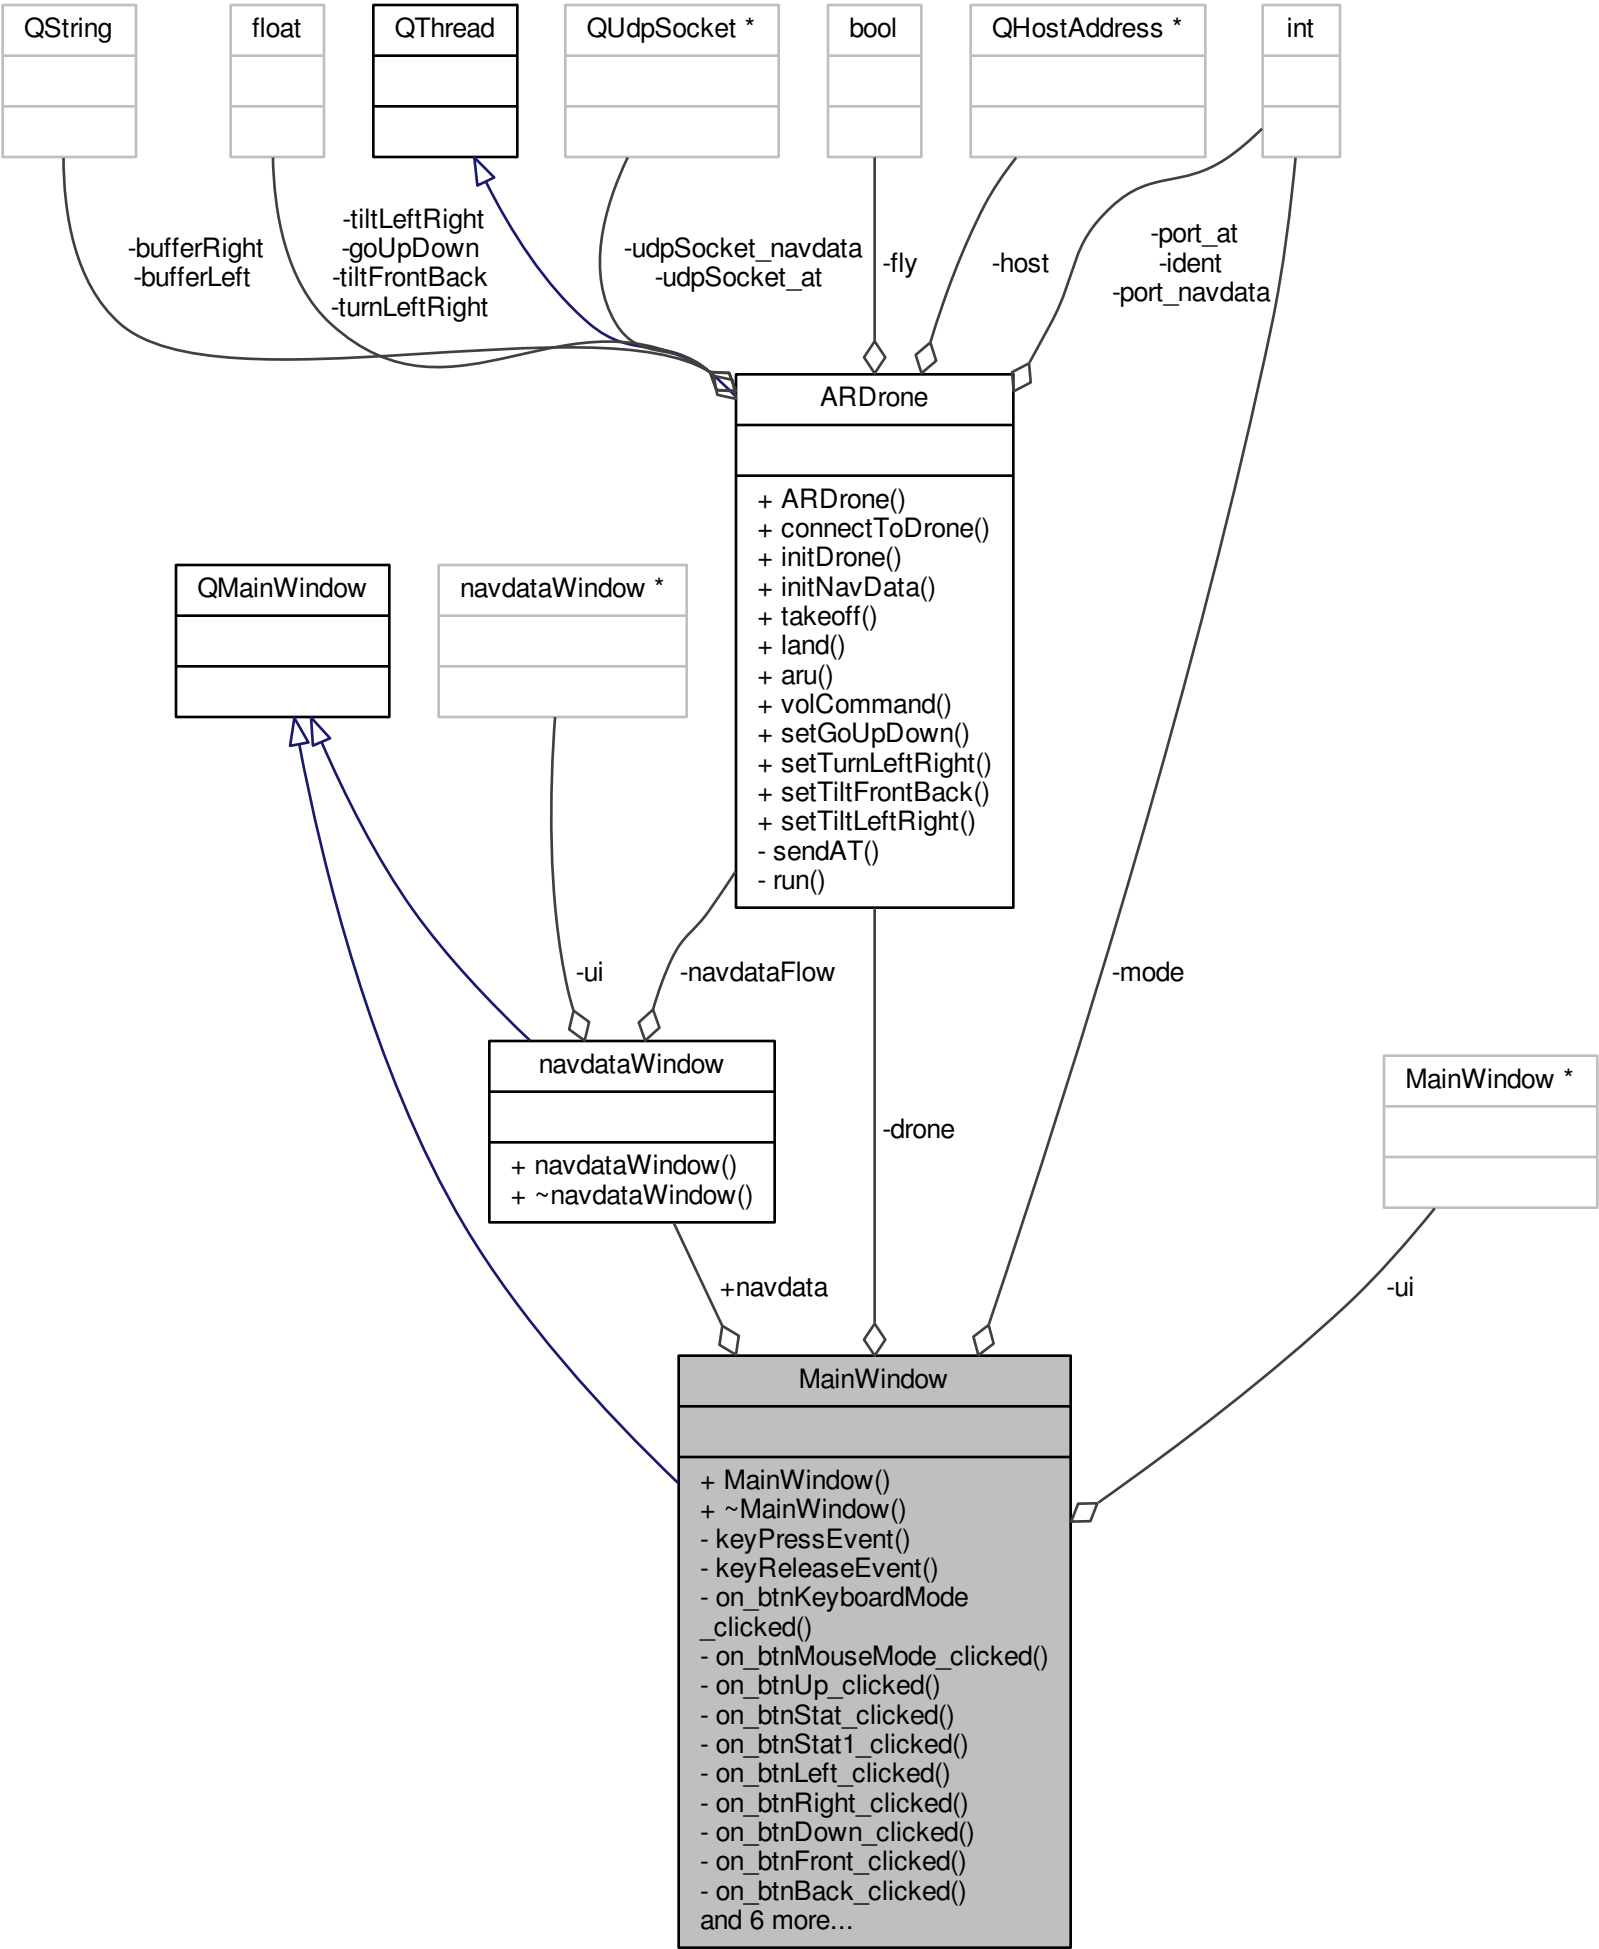 QString
float
QThread
QUdpSocket *
bool
QHostAddress *
int
-bufferRight
-bufferLeft
-tiltLeftRight
-goUpDown
-tiltFrontBack
-turnLeftRight
-udpSocket_navdata
-udpSocket_at
-fly
-host
-port_at
-ident
-port_navdata
ARDrone
+ ARDrone()
+ connectToDrone()
+ initDrone()
+ initNavData()
+ takeoff()
+ land()
+ aru()
+ volCommand()
+ setGoUpDown()
+ setTurnLeftRight()
+ setTiltFrontBack()
+ setTiltLeftRight()
- sendAT()
- run()
QMainWindow
navdataWindow *
-ui
-navdataFlow
-mode
navdataWindow
+ navdataWindow()
+ ~navdataWindow()
-drone
MainWindow *
+navdata
-ui
MainWindow
+ MainWindow()
+ ~MainWindow()
- keyPressEvent()
- keyReleaseEvent()
- on_btnKeyboardMode
_clicked()
- on_btnMouseMode_clicked()
- on_btnUp_clicked()
- on_btnStat_clicked()
- on_btnStat1_clicked()
- on_btnLeft_clicked()
- on_btnRight_clicked()
- on_btnDown_clicked()
- on_btnFront_clicked()
- on_btnBack_clicked()
and 6 more...